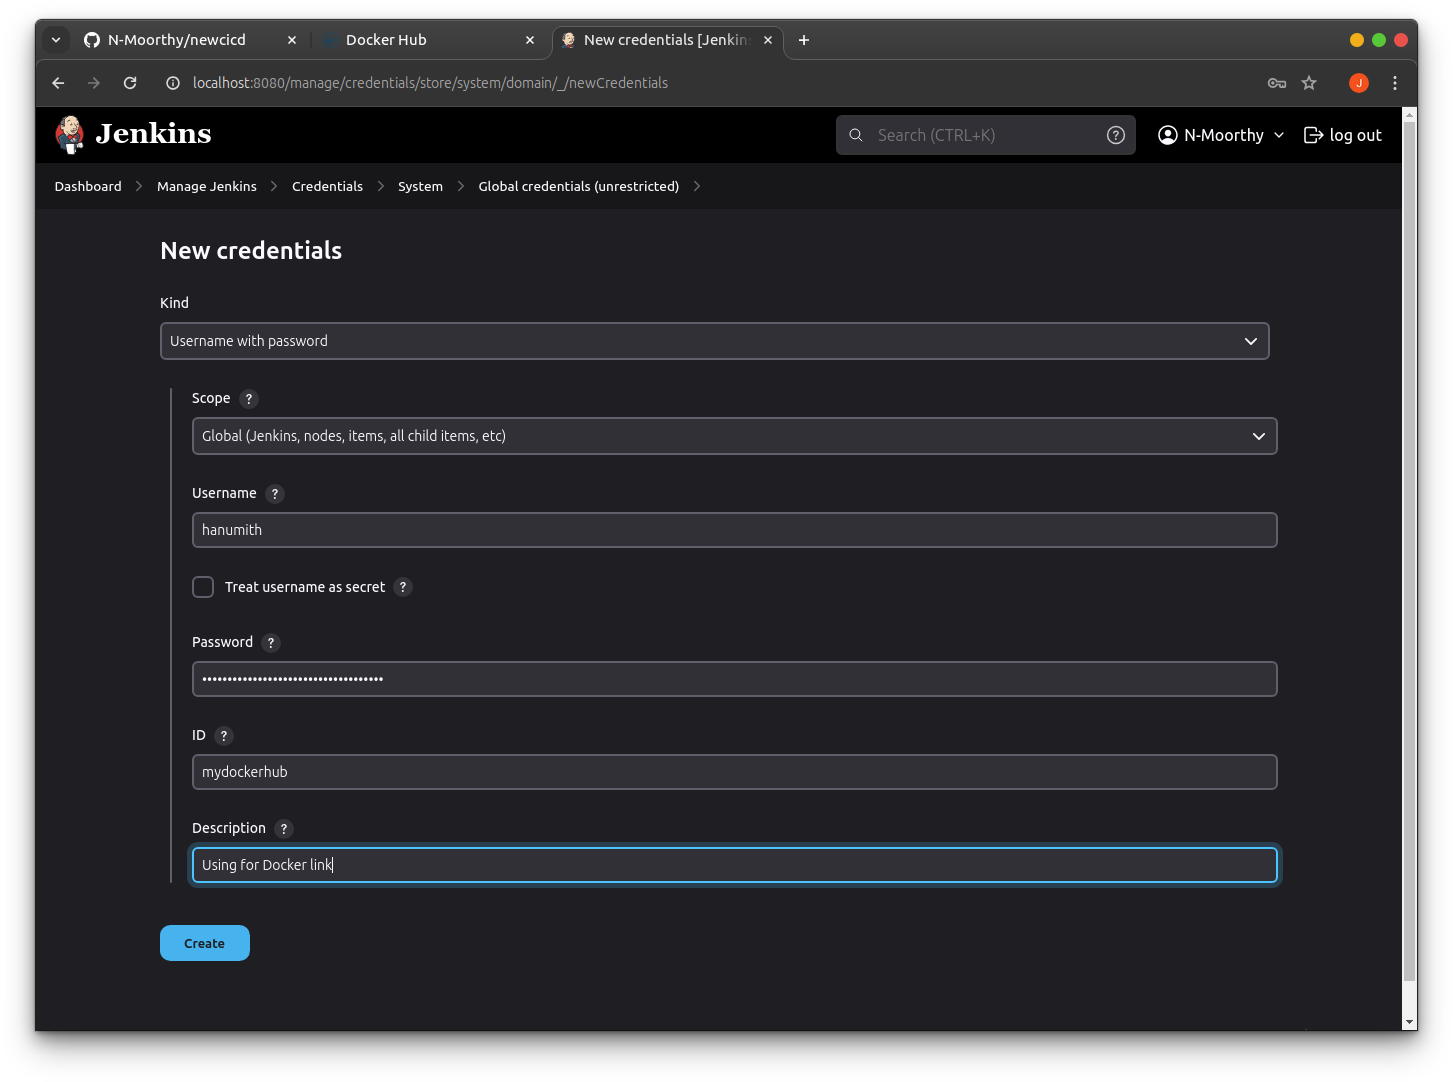 N-Moorthy/newcicd
Docker Hub
New credentials [Jenkins
localhost:8080/manage/credentials/store/system/domain/_/newCredentials
J
Jenkins
Search (CTRL+K)
?
N-Moorthy
log out
Dashboard
Manage Jenkins
Credentials
System
Global credentials (unrestricted)
New credentials
Kind
Username with password
Scope ?
Global (Jenkins, nodes, items, all child items, etc)
Username ?
hanumith
Treat username as secret ?
Password ?
••••••••••••••••••••••••••••••••••••
ID ?
mydockerhub
Description ?
Using for Docker link
Create